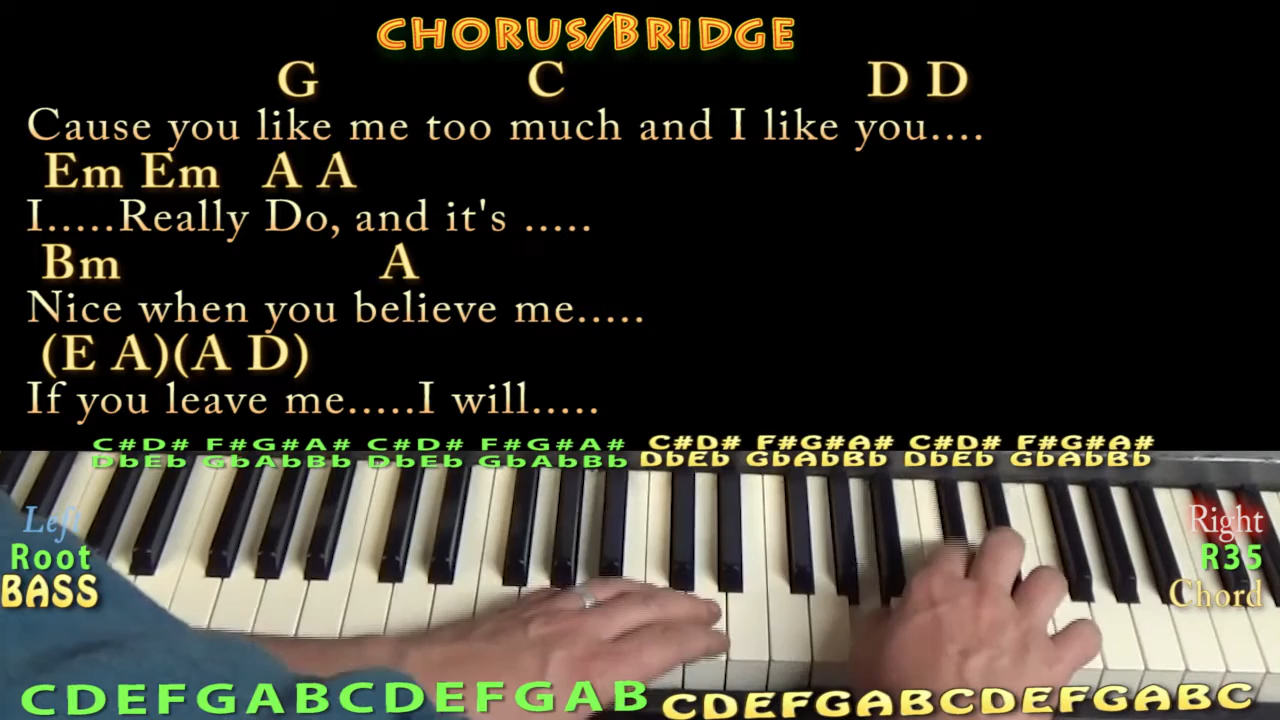 CHORUS/BRIDGE
G C D D
Cause you like me too much and I like you....
Em Em A A
I.....Really Do, and it's .....
Bm A
Nice when you believe me.....
(E A)(A D)
If you leave me.....I will.....
C#D# F#G#A# C#D# F#G#A# C#D# F#G#A# C#D# F#G#A#
DbEb GbAbBb DbEb GbAbBb DbEb GbAbBb DbEb GbAbBb
Left
Root
BASS
Right
R35
Chord
CDEFGABCDEFGAB CDEFGABCDEFGABC